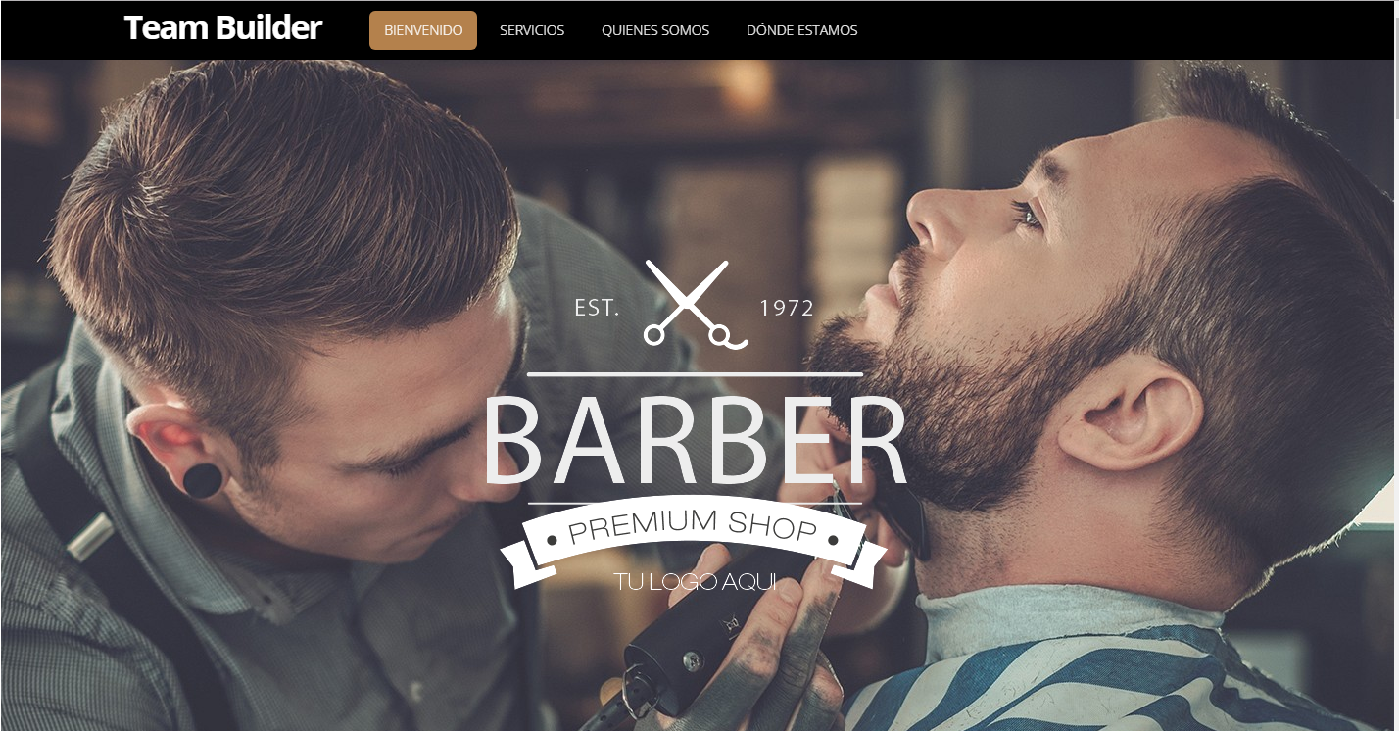 Team Builder
BIENVENIDO SERVICIOS QUIENES SOMOS DÓNDE ESTAMOS
EST. 1972
BARBER
PREMIUM SHOP
TU LOGO AQUI